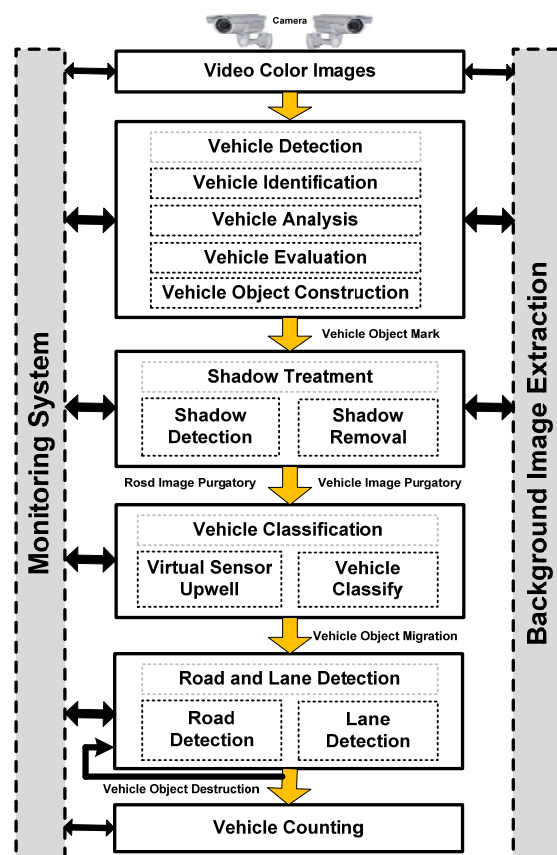 Camera
Video Color Images
Vehicle Detection
Vehicle Identification
Vehicle Analysis
Vehicle Evaluation
Vehicle Object Construction
Vehicle Object Mark
Shadow Treatment
Shadow
Detection
Shadow
Removal
Rosd Image Purgatory
Vehicle Image Purgatory
Vehicle Classification
Virtual Sensor
Upwell
Vehicle
Classify
Vehicle Object Migration
Road and Lane Detection
Road
Detection
Lane
Detection
Vehicle Object Destruction
Vehicle Counting
Monitoring System
Background Image Extraction